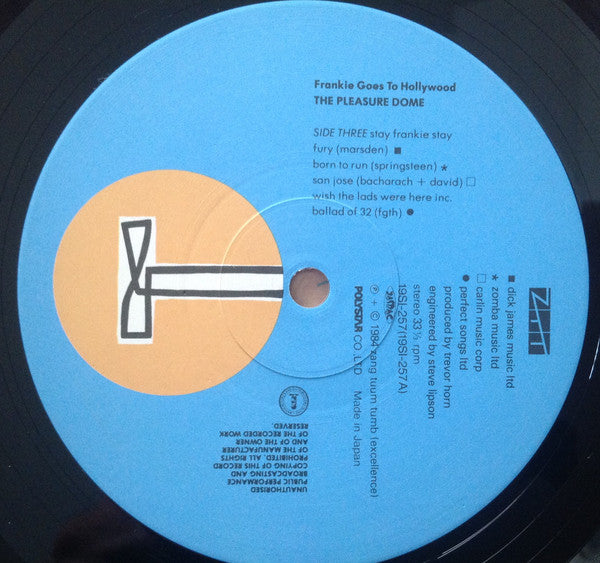 Frankie Goes To Hollywood
THE PLEASURE DOME
SIDE THREE stay frankie stay
fury (marsden) ■
born to run (springsteen) ★
san jose (bacharach + david) □
wish the lads were here inc.
ballad of 32 (fgth) ●
ZTT
■ dick james music ltd
★ zomba music ltd
□ carlin music corp
● perfect songs ltd
produced by trevor horn
engineered by steve lipson
stereo 33⅓ rpm
19SI-257(19SI-257A)
JASRAC
℗ + © 1984 zang tuum tumb (excellence)
POLYSTAR CO., LTD Made in Japan
UNAUTHORISED
PUBLIC PERFORMANCE
BROADCASTING AND
COPYING OF THIS RECORD
PROHIBITED. ALL RIGHTS
OF THE MANUFACTURER
AND OF THE OWNER
OF THE RECORDED WORK
RESERVED.